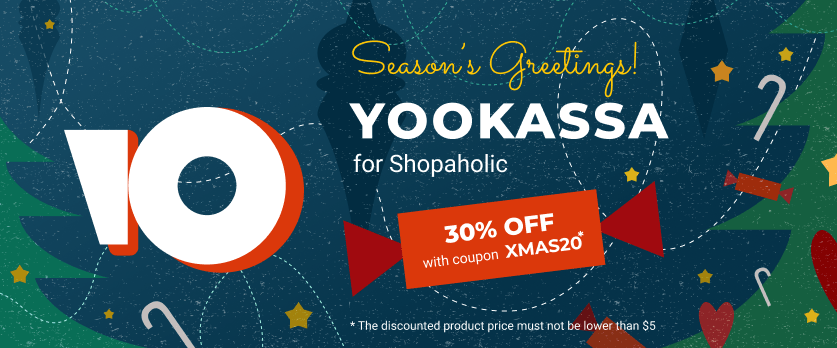 Season's Greetings!
YOOKASSA
for Shopaholic
30% OFF
with coupon XMAS20*
* The discounted product price must not be lower than $5